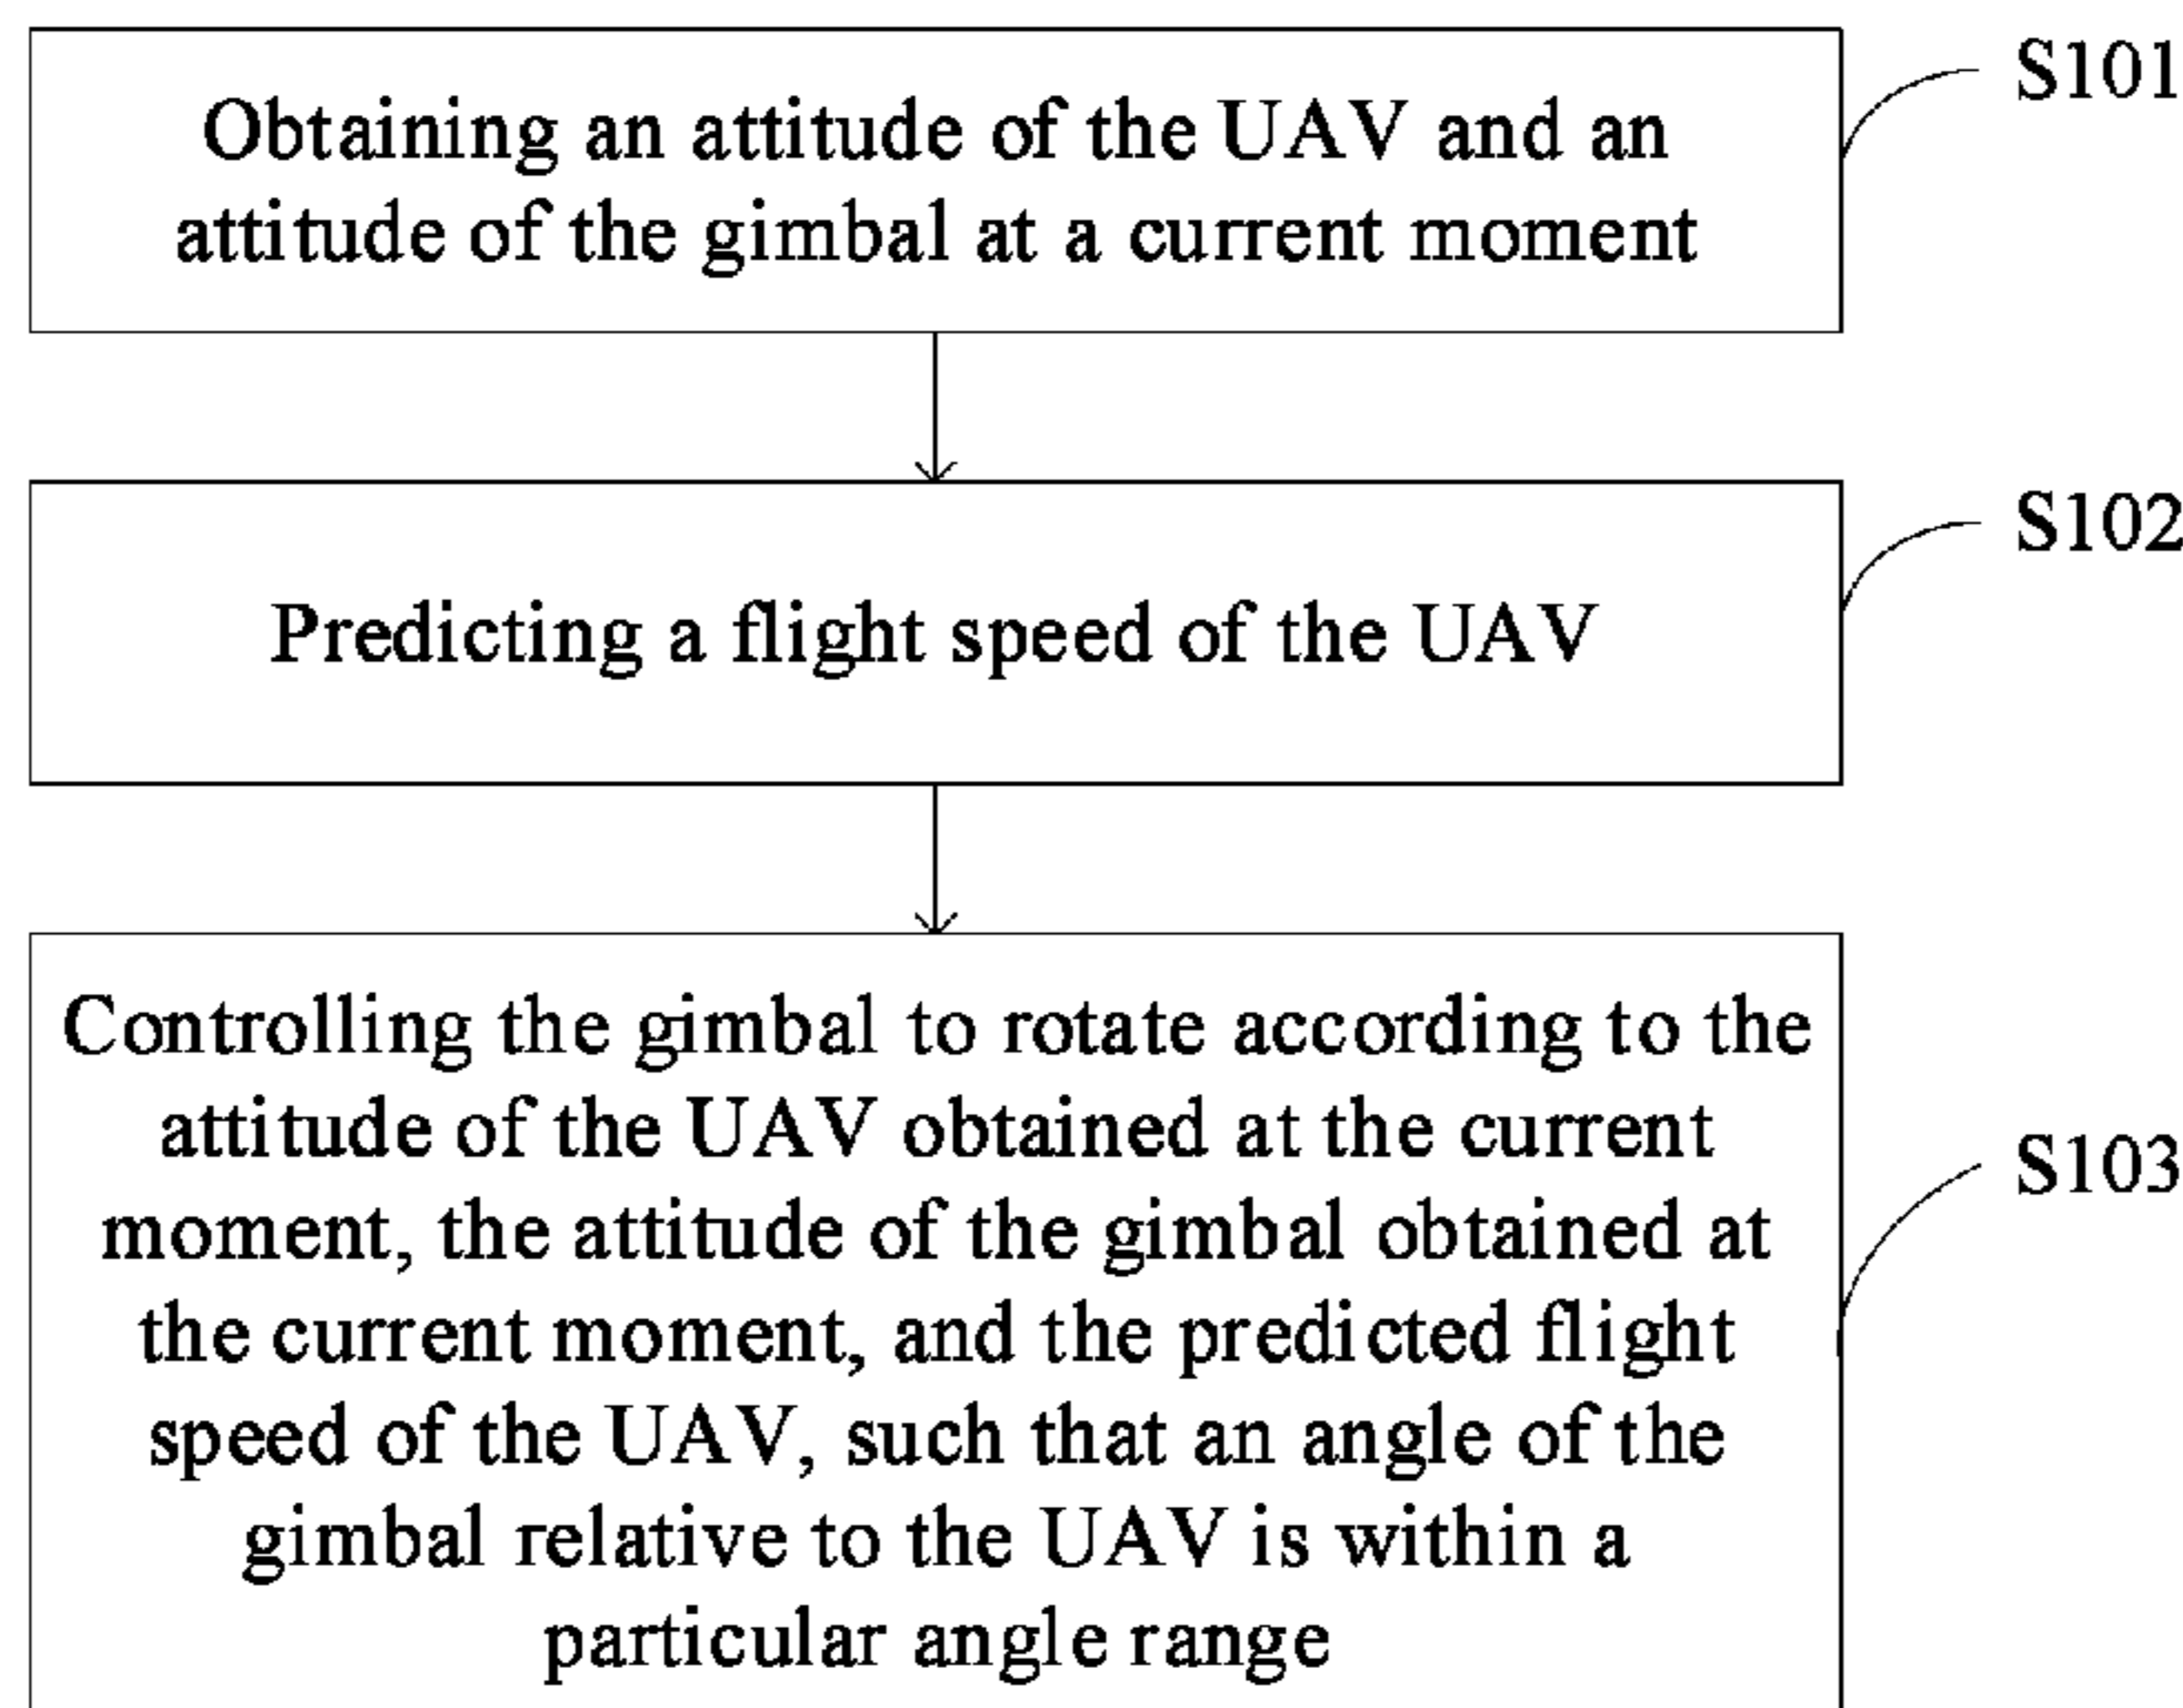 Obtaining an attitude of the UAV and an
attitude of the gimbal at a current moment
S101
Predicting a flight speed of the UAV
S102
Controlling the gimbal to rotate according to the
attitude of the UAV obtained at the current
moment, the attitude of the gimbal obtained at
the current moment, and the predicted flight
speed of the UAV, such that an angle of the
gimbal relative to the UAV is within a
particular angle range
S103